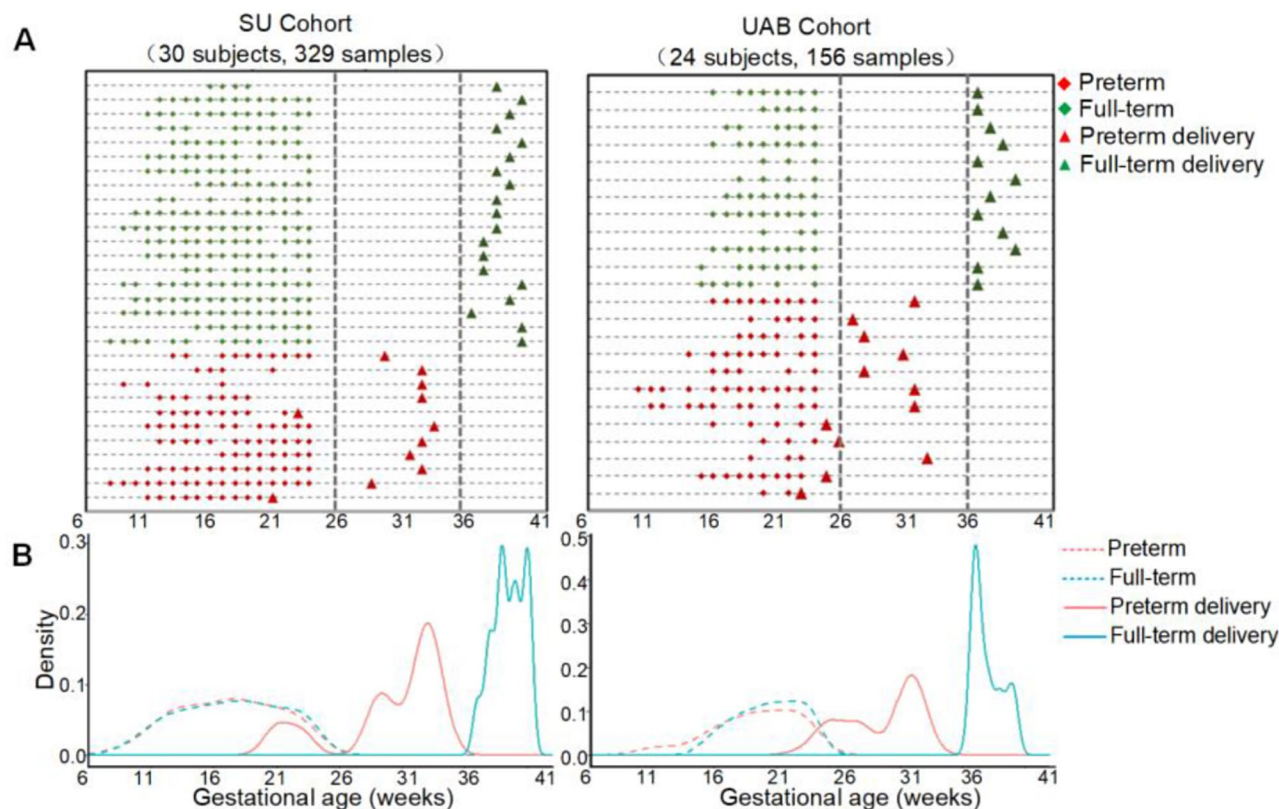 A
SU Cohort
（30 subjects, 329 samples）
UAB Cohort
（24 subjects, 156 samples）
Preterm
Full-term
Preterm delivery
Full-term delivery
6 11 16 21 26 31 36 41
6 11 16 21 26 31 36 41
B
0.3
0.2
0.1
0.0
Density
0.5
0.4
0.3
0.2
0.1
0.0
Preterm
Full-term
Preterm delivery
Full-term delivery
6 11 16 21 26 31 36 41
6 11 16 21 26 31 36 41
Gestational age (weeks)
Gestational age (weeks)